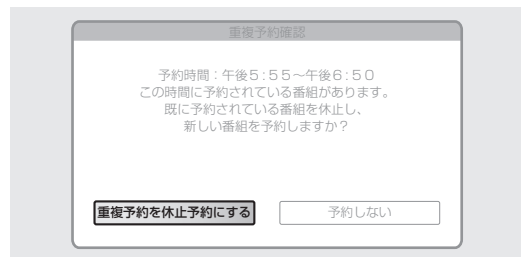 重複予約確認
予約時間：午後5：55～午後6：50
この時間に予約されている番組があります。
既に予約されている番組を休止し、
新しい番組を予約しますか？
重複予約を休止予約にする
予約しない